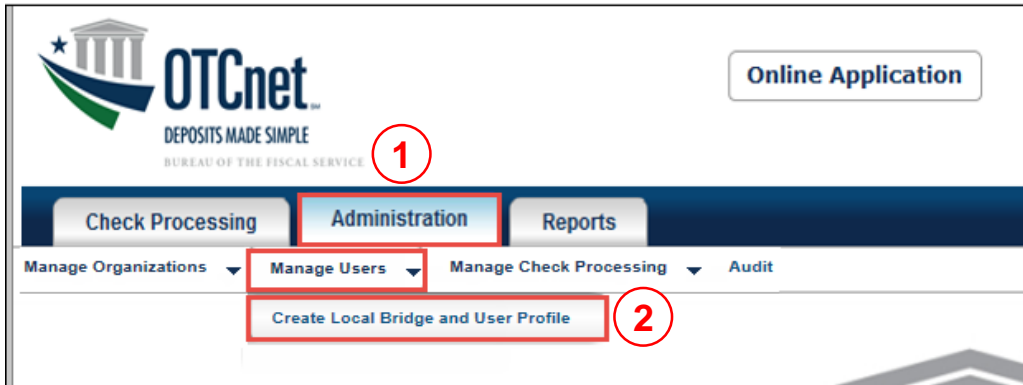 OTCnet SM
DEPOSITS MADE SIMPLE
BUREAU OF THE FISCAL SERVICE
Online Application
1
Check Processing Administration Reports
Manage Organizations Manage Users Manage Check Processing Audit
Create Local Bridge and User Profile
2